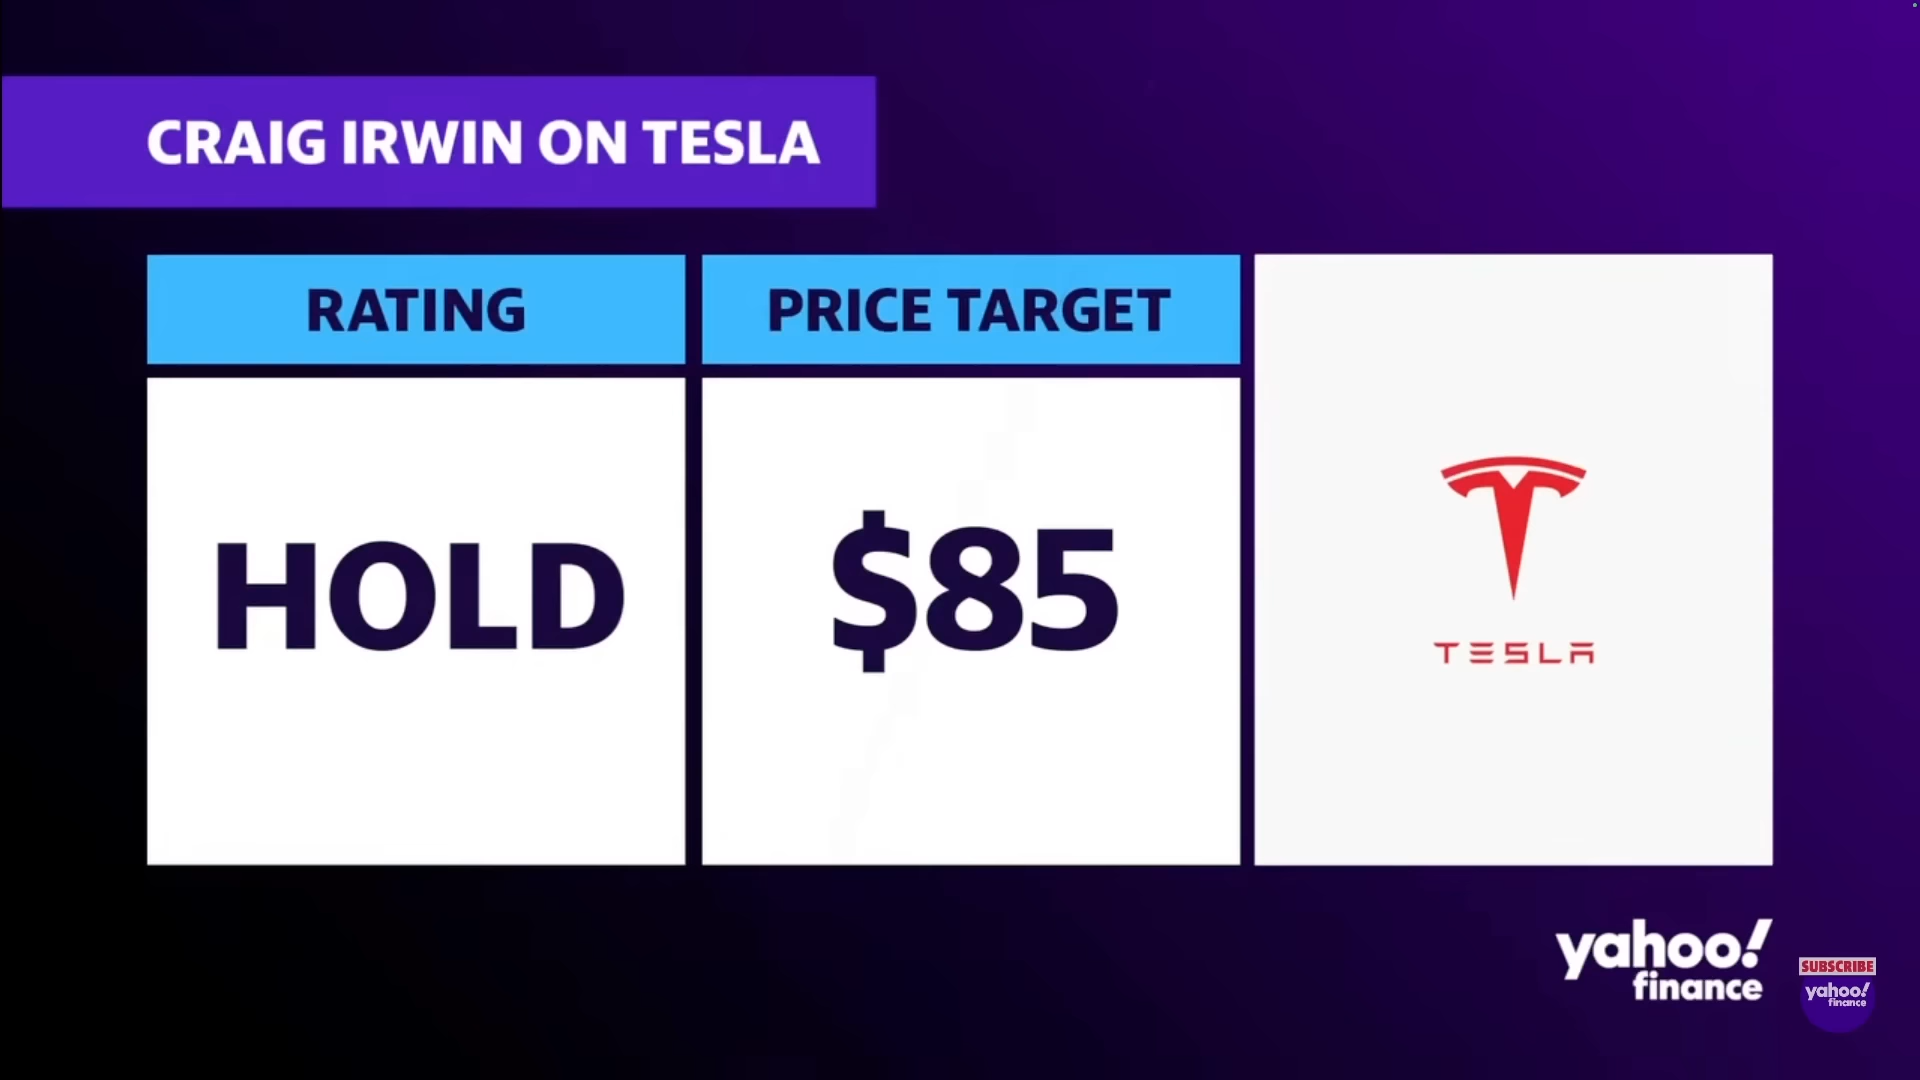 CRAIG IRWIN ON TESLA
RATING
PRICE TARGET
HOLD
$85
TESLA
yahoo!
finance
SUBSCRIBE
yahoo!
finance